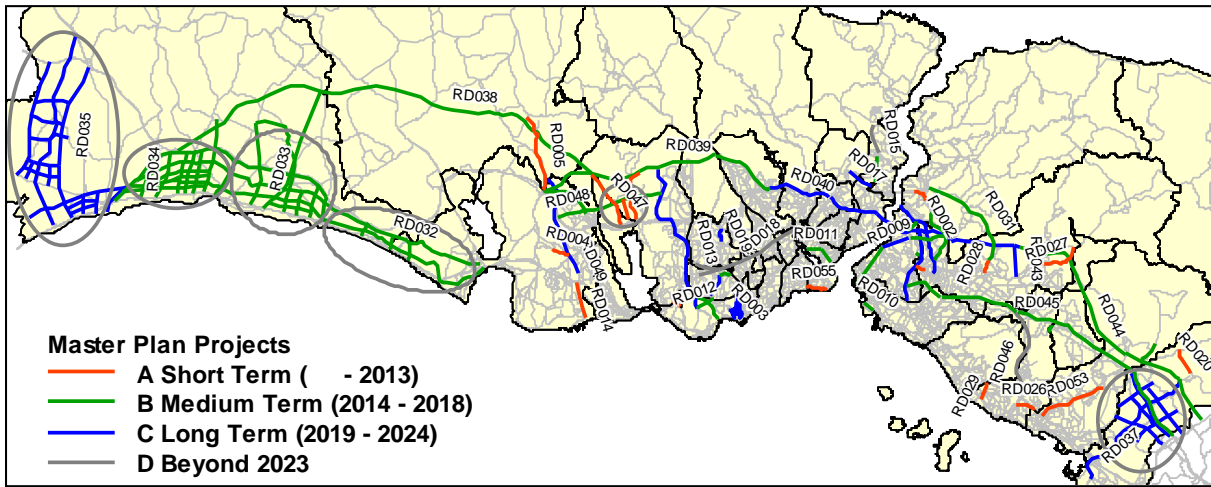 RD038
RD035
RD034
RD033
RD032
RD005
RD039
RD015
RD017
RD040
RD047
RD048
RD004
RD049
RD014
RD013
RD019
RD018
RD011
RD012
RD003
RD055
RD009
RD002
RD031
RD028
RD027
RD043
RD010
RD045
RD044
RD046
RD020
RD029
RD026
RD053
RD037
Master Plan Projects
A Short Term (     - 2013)
B Medium Term (2014 - 2018)
C Long Term (2019 - 2024)
D Beyond 2023